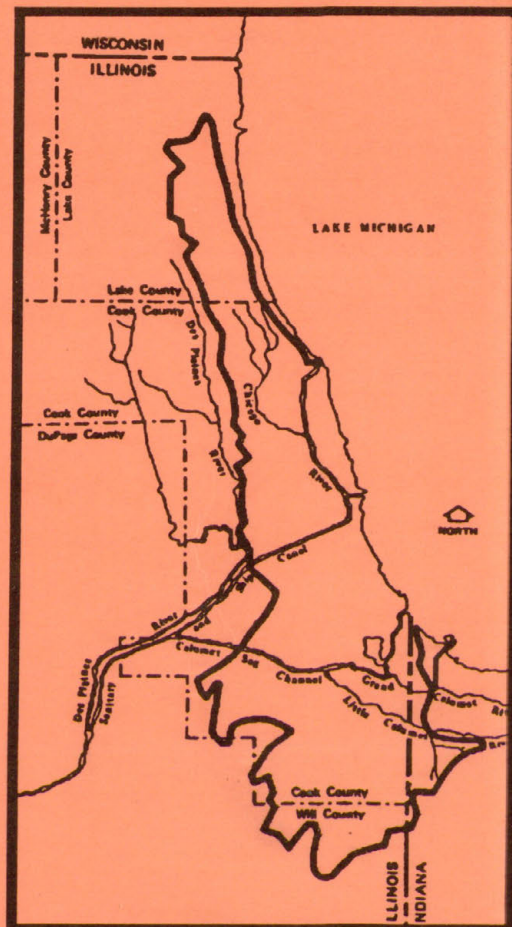 WISCONSIN
ILLINOIS
McHenry County
Lake County
LAKE MICHIGAN
Lake County
Cook County
Des Plaines
River
Chicago
River
Cook County
DuPage County
NORTH
Canal
Ship
and
River
Des Plaines
Sanitary
Calumet Sag
Channel
Grand Calumet
Little Calumet
Cook County
Will County
ILLINOIS
INDIANA